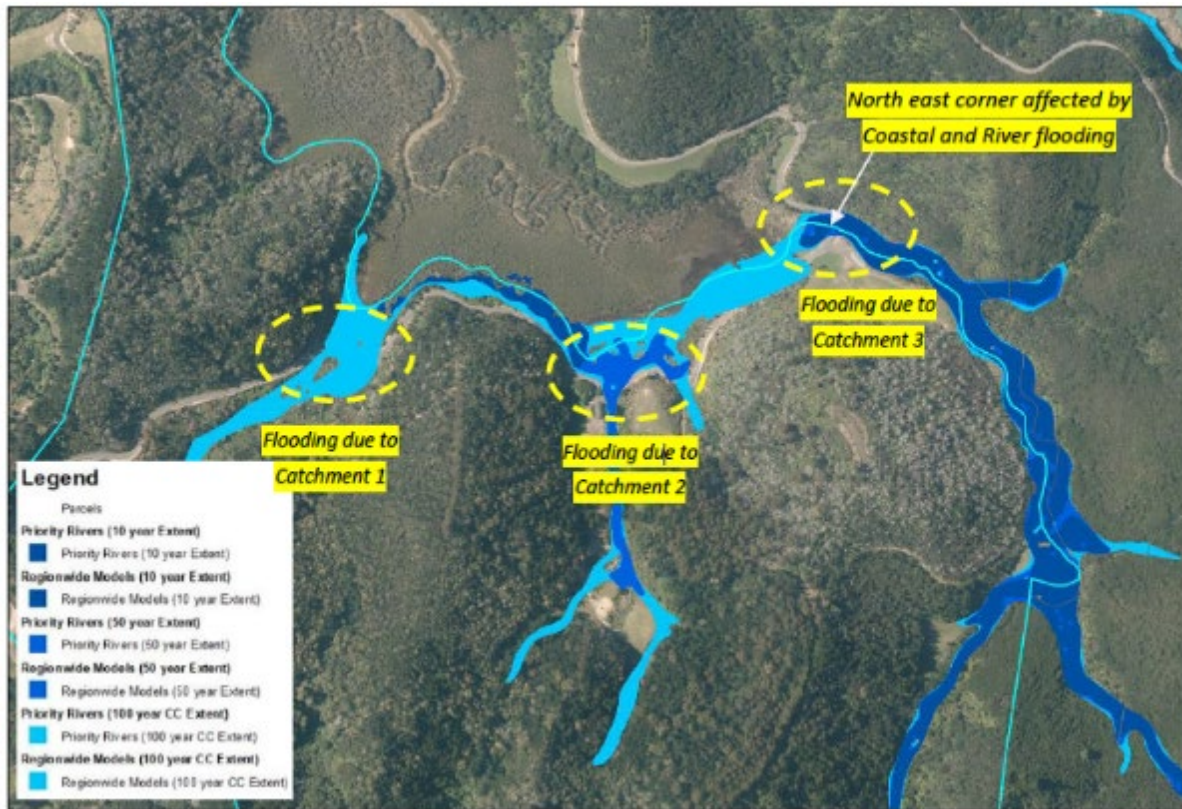 North east corner affected by
Coastal and River flooding
Flooding due to
Catchment 3
Flooding due to
Catchment 1
Flooding due to
Catchment 2
Legend
Parcels
Priority Rivers (10 year Extent)
Priority Rivers (10 year Extent)
Regionwide Models (10 year Extent)
Regionwide Models (10 year Extent)
Priority Rivers (50 year Extent)
Priority Rivers (50 year Extent)
Regionwide Models (50 year Extent)
Regionwide Models (50 year Extent)
Priority Rivers (100 year CC Extent)
Priority Rivers (100 year CC Extent)
Regionwide Models (100 year CC Extent)
Regionwide Models (100 year CC Extent)